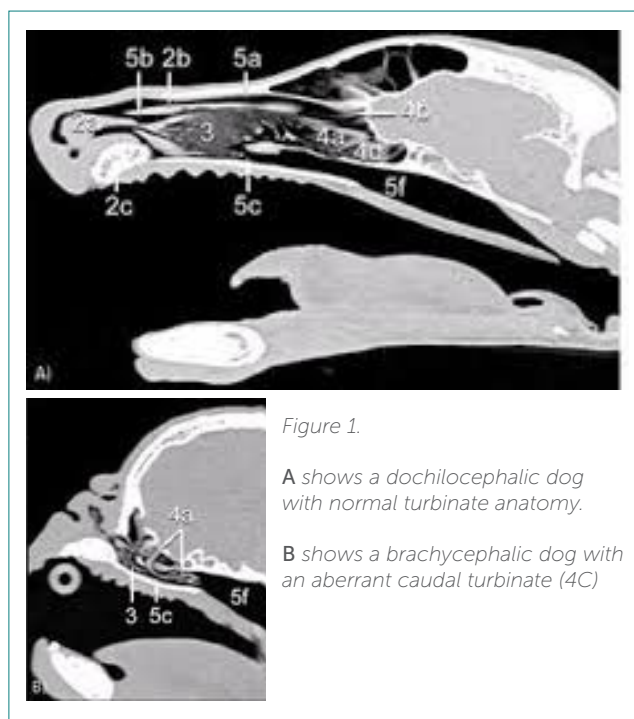 5b 2b 5a
2a 3 4a 4b
2c 5c 5f
A)
Figure 1.
A shows a dochilocephalic dog
with normal turbinate anatomy.
B shows a brachycephalic dog with
an aberrant caudal turbinate (4C)
4a
3 5c 5f
B)